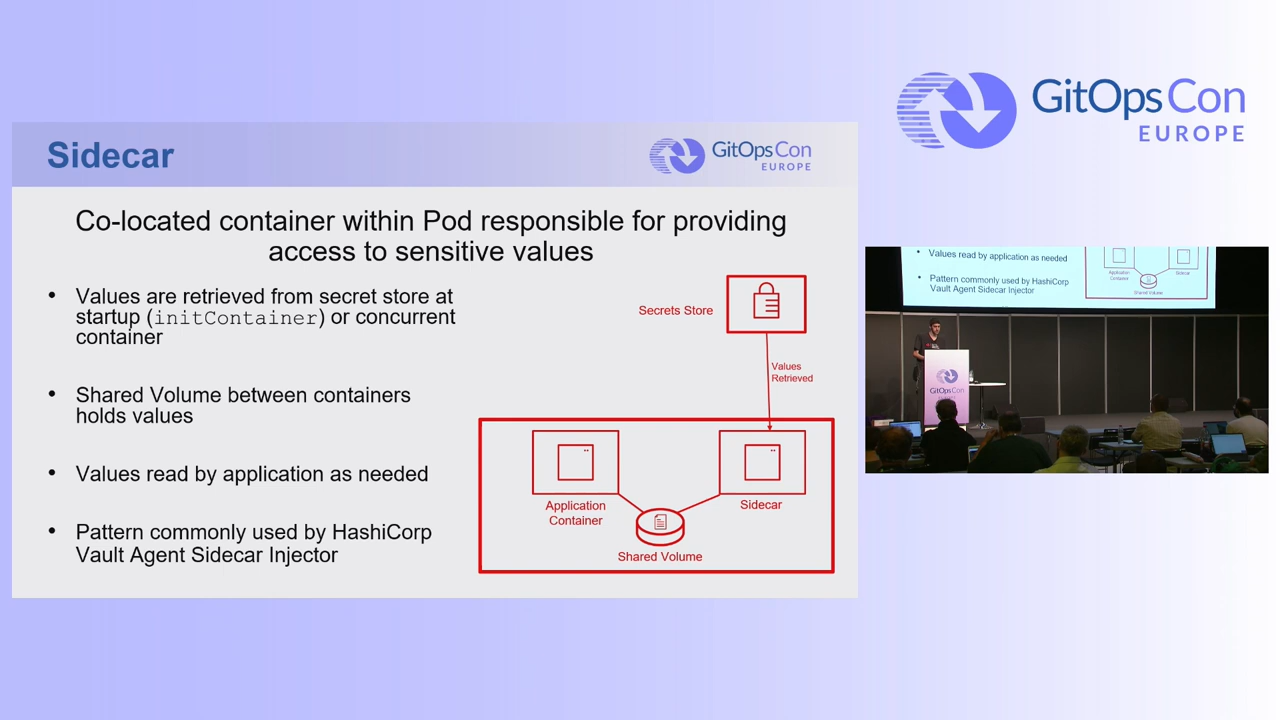 GitOpsCon
EUROPE
Sidecar
GitOpsCon
EUROPE
Co-located container within Pod responsible for providing
access to sensitive values
• Values are retrieved from secret store at
startup (initContainer) or concurrent
container
• Shared Volume between containers
holds values
• Values read by application as needed
• Pattern commonly used by HashiCorp
Vault Agent Sidecar Injector
Secrets Store
Values
Retrieved
Application
Container
Sidecar
Shared Volume
• Values read by application as needed
• Pattern commonly used by HashiCorp
Vault Agent Sidecar Injector
Application
Container
Sidecar
Shared Volume
GitOpsCon
EUROPE